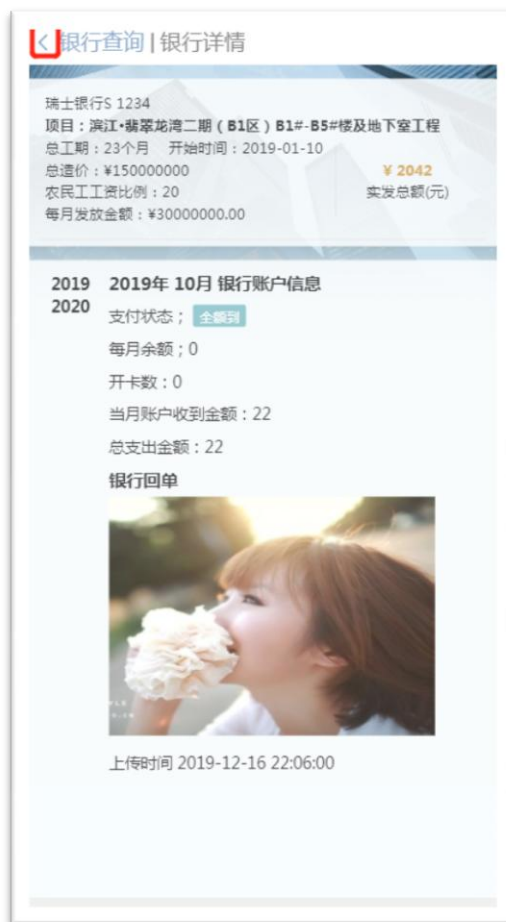 < 银行查询 | 银行详情
瑞士银行S 1234
项目：滨江•翡翠龙湾二期（B1区）B1#-B5#楼及地下室工程
总工期：23个月 开始时间：2019-01-10
总造价：¥150000000
¥ 2042
农民工工资比例：20
实发总额(元)
每月发放金额：¥30000000.00
2019 2019年 10月 银行账户信息
2020
支付状态； 全额到
每月余额；0
开卡数：0
当月账户收到金额：22
总支出金额：22
银行回单
上传时间 2019-12-16 22:06:00